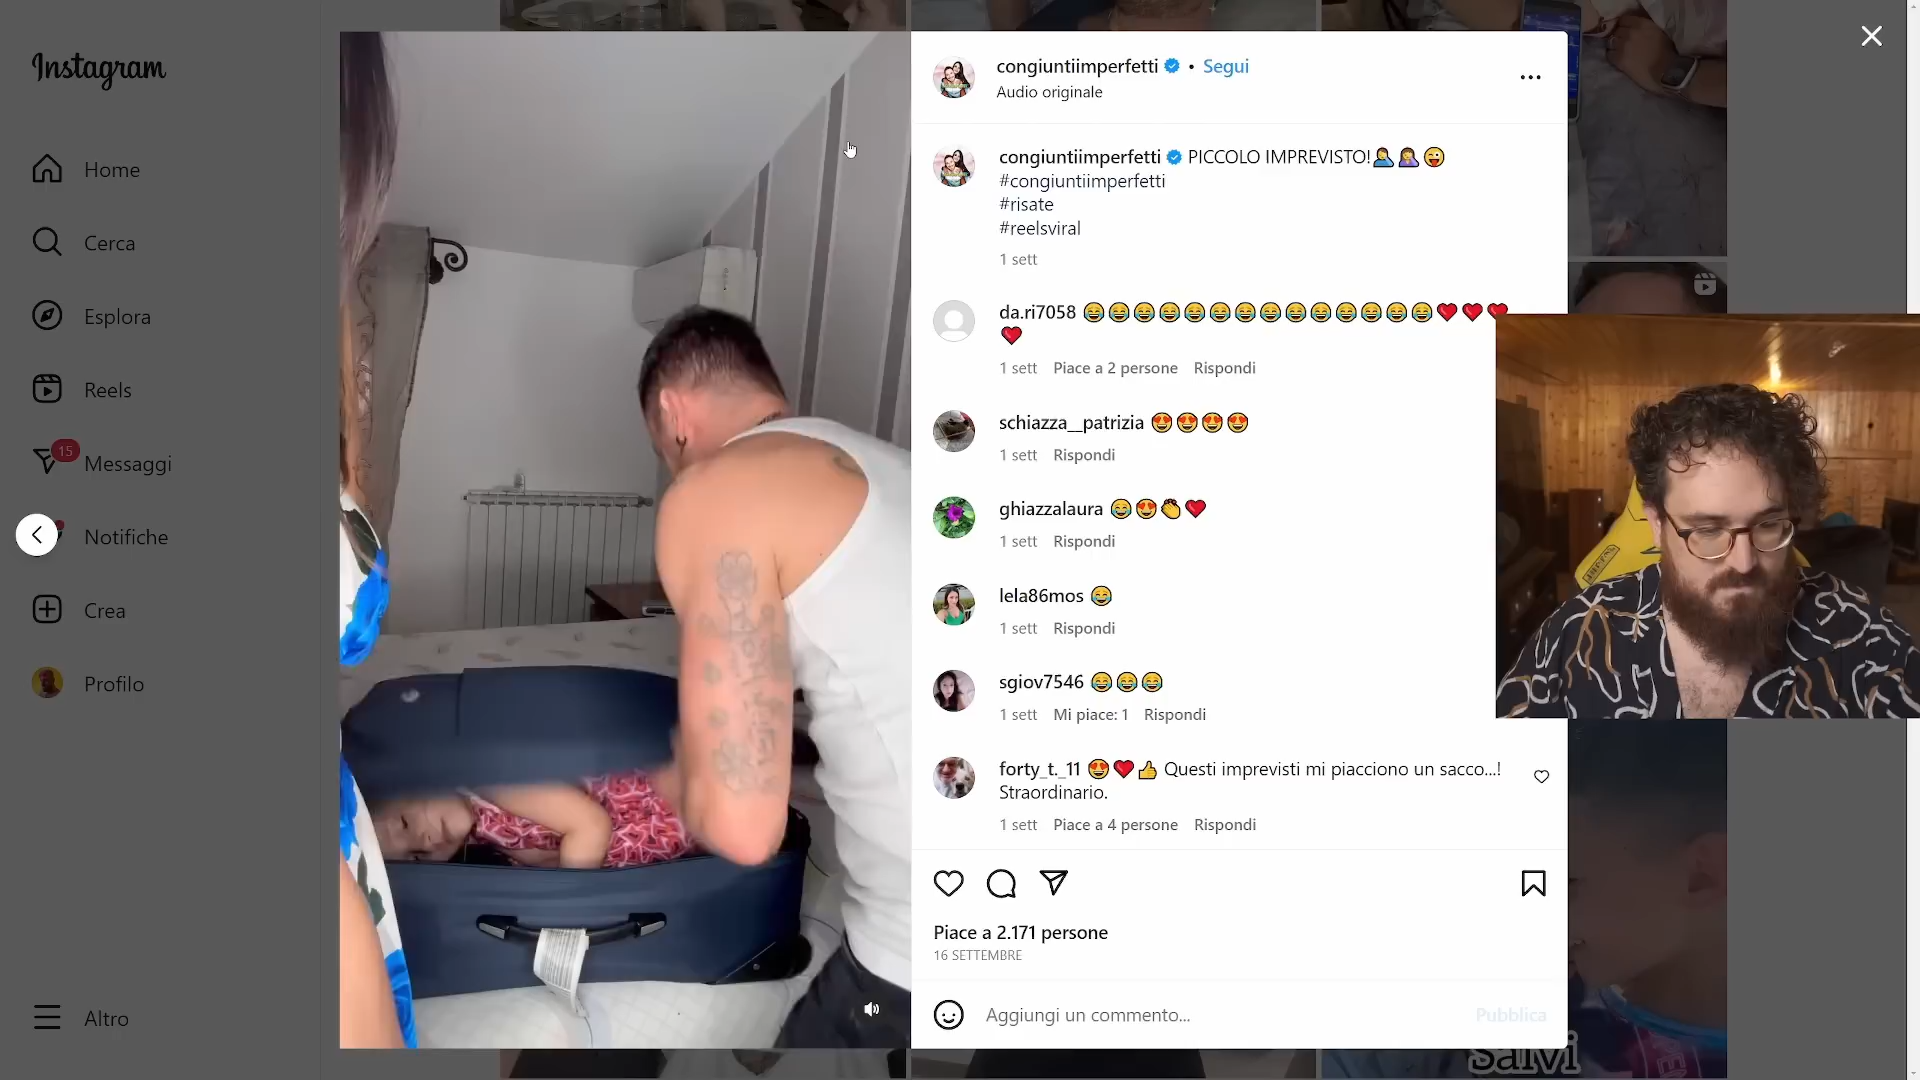 Instagram
Home
Cerca
Esplora
Reels
15
Messaggi
Notifiche
Crea
Profilo
Altro
congiuntiimperfetti • Segui
Audio originale
congiuntiimperfetti PICCOLO IMPREVISTO!🤦‍♂️🤦‍♀️😜
#congiuntiimperfetti
#risate
#reelsviral
1 sett
da.ri7058 😂😂😂😂😂😂😂😂😂😂😂😂😂😂❤️❤️❤️
❤️
1 sett Piace a 2 persone Rispondi
schiazza__patrizia 😍😍😍😍
1 sett Rispondi
ghiazzalaura 😂😍👏❤️
1 sett Rispondi
lela86mos 😂
1 sett Rispondi
sgiov7546 😂😂😂
1 sett Mi piace: 1 Rispondi
forty_t._11 😍❤️👍 Questi imprevisti mi piacciono un sacco...!
Straordinario.
1 sett Piace a 4 persone Rispondi
Piace a 2.171 persone
16 SETTEMBRE
Aggiungi un commento...
Pubblica
Salvi